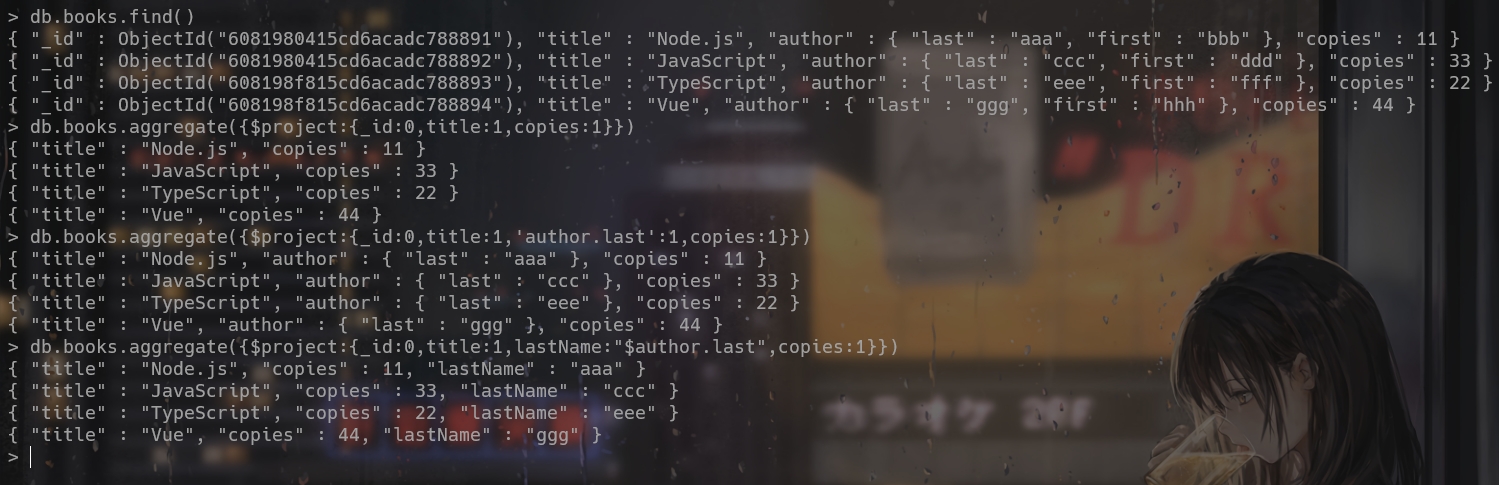 > db.books.find()
{ "_id" : ObjectId("6081980415cd6acadc788891"), "title" : "Node.js", "author" : { "last" : "aaa", "first" : "bbb" }, "copies" : 11 }
{ "_id" : ObjectId("6081980415cd6acadc788892"), "title" : "JavaScript", "author" : { "last" : "ccc", "first" : "ddd" }, "copies" : 33 }
{ "_id" : ObjectId("608198f815cd6acadc788893"), "title" : "TypeScript", "author" : { "last" : "eee", "first" : "fff" }, "copies" : 22 }
{ "_id" : ObjectId("608198f815cd6acadc788894"), "title" : "Vue", "author" : { "last" : "ggg", "first" : "hhh" }, "copies" : 44 }
> db.books.aggregate({$project:{_id:0,title:1,copies:1}})
{ "title" : "Node.js", "copies" : 11 }
{ "title" : "JavaScript", "copies" : 33 }
{ "title" : "TypeScript", "copies" : 22 }
{ "title" : "Vue", "copies" : 44 }
> db.books.aggregate({$project:{_id:0,title:1,'author.last':1,copies:1}})
{ "title" : "Node.js", "author" : { "last" : "aaa" }, "copies" : 11 }
{ "title" : "JavaScript", "author" : { "last" : "ccc" }, "copies" : 33 }
{ "title" : "TypeScript", "author" : { "last" : "eee" }, "copies" : 22 }
{ "title" : "Vue", "author" : { "last" : "ggg" }, "copies" : 44 }
> db.books.aggregate({$project:{_id:0,title:1,lastName:"$author.last",copies:1}})
{ "title" : "Node.js", "copies" : 11, "lastName" : "aaa" }
{ "title" : "JavaScript", "copies" : 33, "lastName" : "ccc" }
{ "title" : "TypeScript", "copies" : 22, "lastName" : "eee" }
{ "title" : "Vue", "copies" : 44, "lastName" : "ggg" }
>
DR
カラオケ 20F